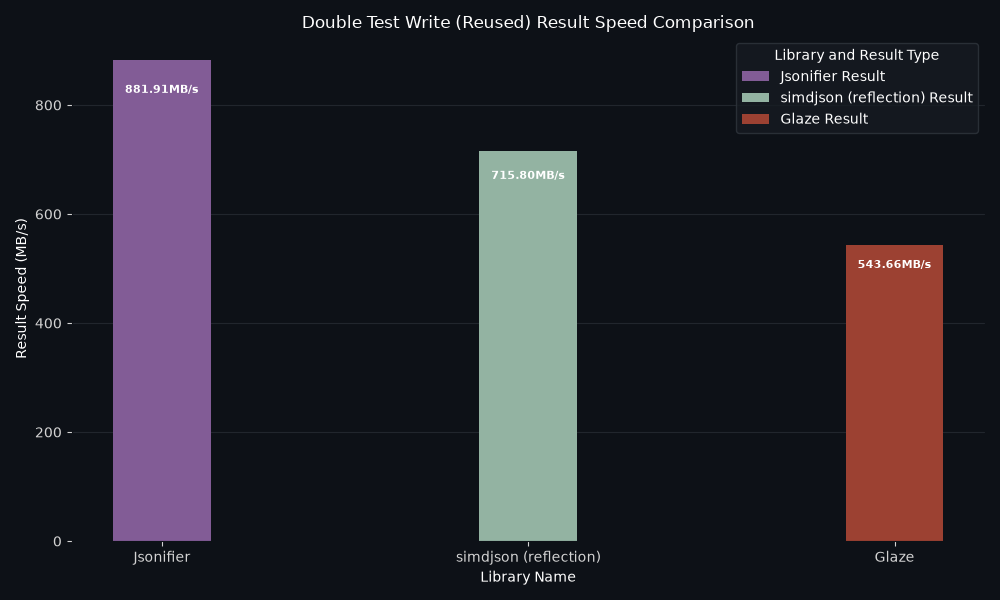 Double Test Write (Reused) Result Speed Comparison
Library and Result Type
Jsonifier Result
simdjson (reflection) Result
Glaze Result
881.91MB/s
715.80MB/s
543.66MB/s
Result Speed (MB/s)
800
600
400
200
0
Jsonifier
simdjson (reflection)
Glaze
Library Name